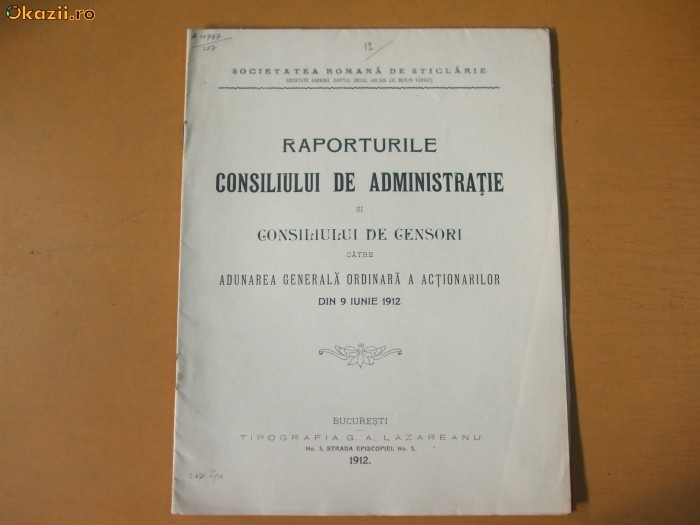 Okazii.ro
12
SOCIETATEA ROMANĂ DE STICLĂRIE
RAPORTURILE
CONSILIULUI DE ADMINISTRAŢIE
ŞI
CONSILIULUI DE CENSORI
CĂTRE
ADUNAREA GENERALĂ ORDINARĂ A ACŢIONARILOR
DIN 9 IUNIE 1912
BUCUREŞTI
TIPOGRAFIA G. A. LAZAREANU
No. 3, STRADA EPISCOPIEI, No. 3.
1912.